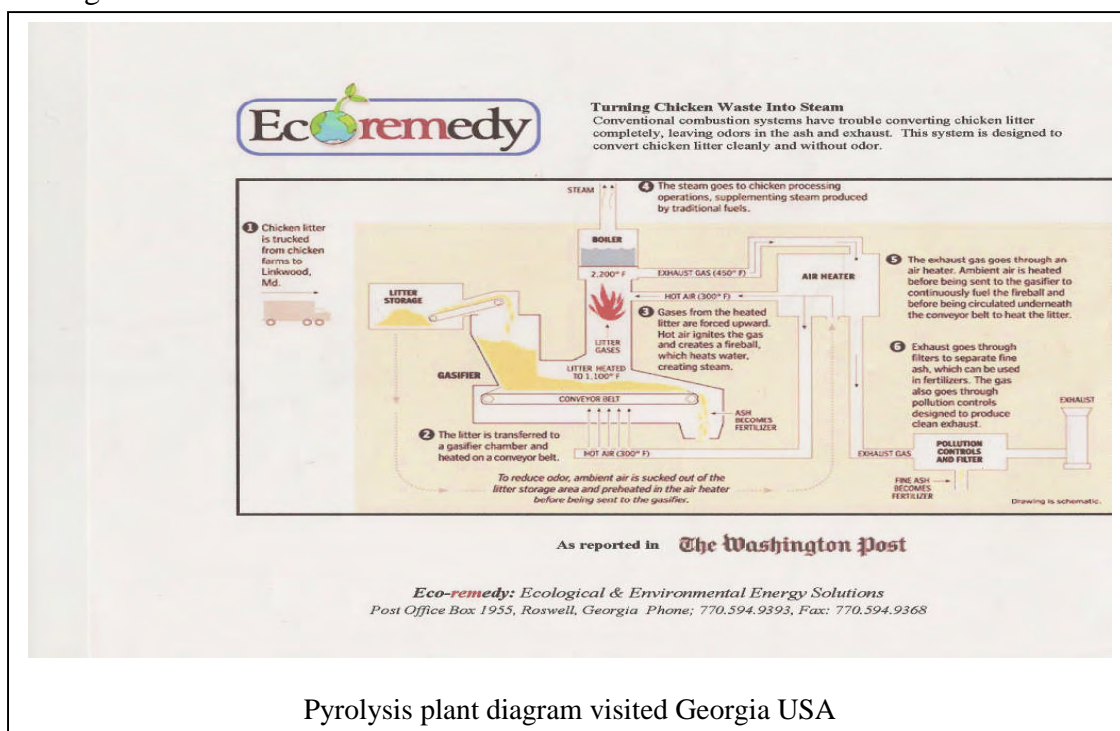 Ecoremedy
Turning Chicken Waste Into Steam
Conventional combustion systems have trouble converting chicken litter
completely, leaving odors in the ash and exhaust. This system is designed to
convert chicken litter cleanly and without odor.
1 Chicken litter
is trucked
from chicken
farms to
Linkwood,
Md.
LITTER
STORAGE
GASIFIER
2 The litter is transferred to
a gasifier chamber and
heated on a conveyor belt.
STEAM
BOILER
2,200° F
LITTER
GASES
LITTER HEATED
TO 1,100° F
CONVEYOR BELT
HOT AIR (300° F)
ASH
BECOMES
FERTILIZER
3 Gases from the heated
litter are forced upward.
Hot air ignites the gas
and creates a fireball,
which heats water,
creating steam.
4 The steam goes to chicken processing
operations, supplementing steam produced
by traditional fuels.
EXHAUST GAS (450° F)
HOT AIR (300° F)
AIR HEATER
5 The exhaust gas goes through an
air heater. Ambient air is heated
before being sent to the gasifier to
continuously fuel the fireball and
before being circulated underneath
the conveyor belt to heat the litter.
6 Exhaust goes through
filters to separate fine
ash, which can be used
in fertilizers. The gas
also goes through
pollution controls
designed to produce
clean exhaust.
EXHAUST
EXHAUST GAS
POLLUTION
CONTROLS
AND FILTER
FINE ASH
BECOMES
FERTILIZER
Drawing is schematic.
To reduce odor, ambient air is sucked out of the
litter storage area and preheated in the air heater
before being sent to the gasifier.
As reported in The Washington Post
Eco-remedy: Ecological & Environmental Energy Solutions
Post Office Box 1955, Roswell, Georgia Phone; 770.594.9393, Fax: 770.594.9368
Pyrolysis plant diagram visited Georgia USA